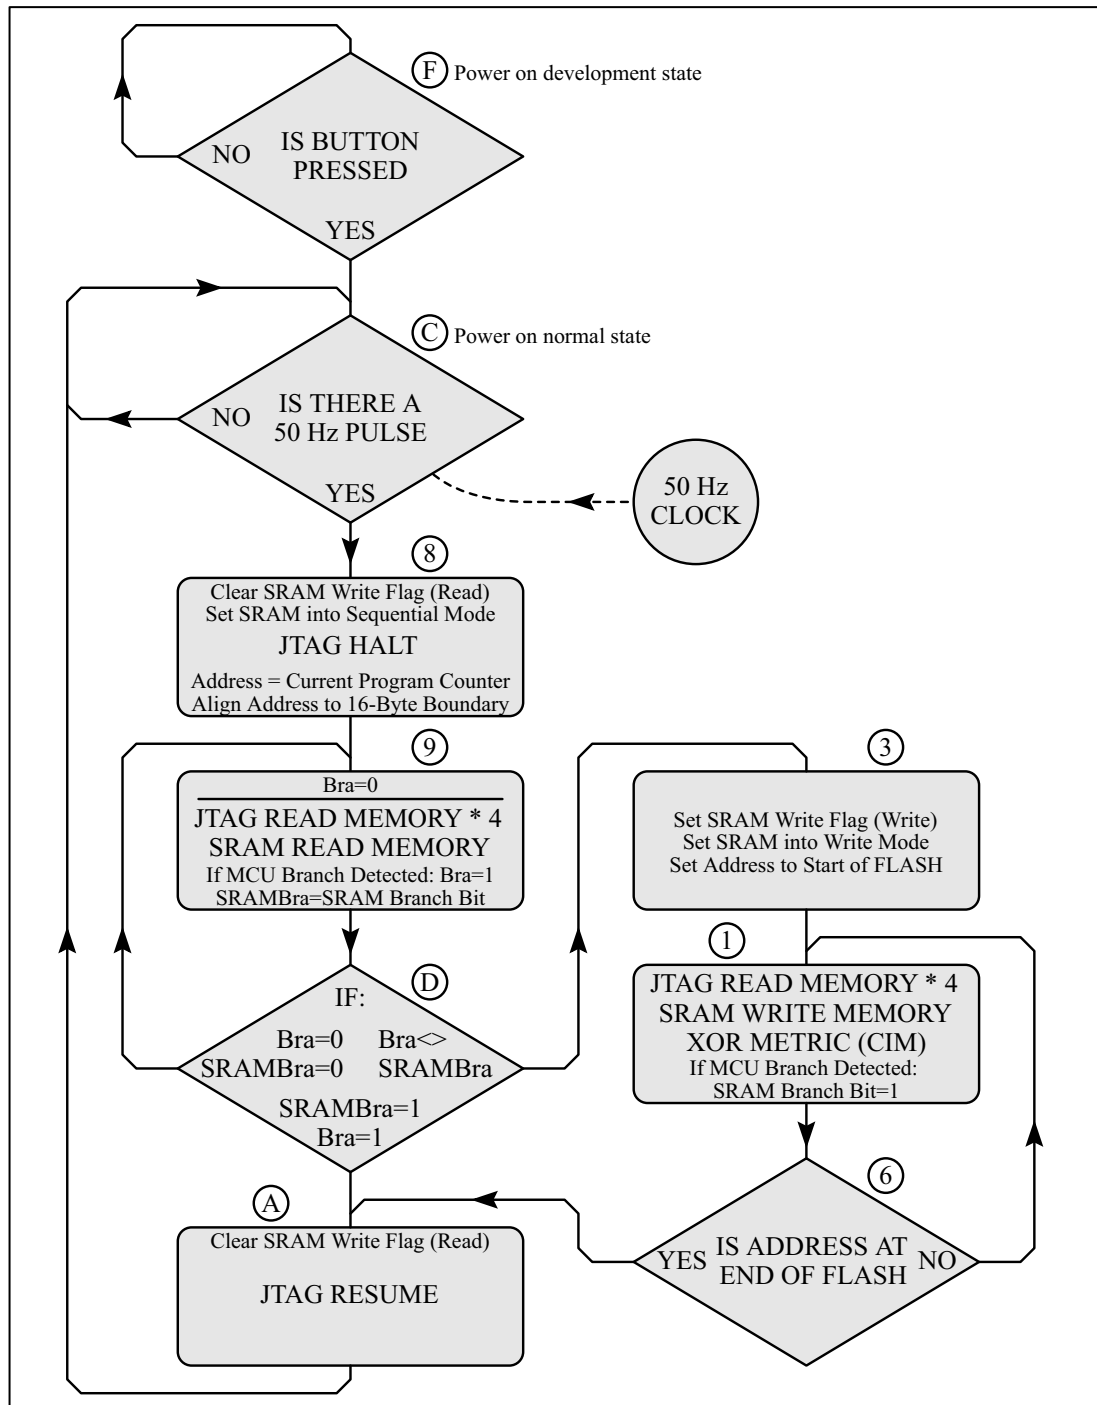 F Power on development state
IS BUTTON
PRESSED
NO
YES
C Power on normal state
IS THERE A
50 Hz PULSE
NO
YES
50 Hz
CLOCK
8
Clear SRAM Write Flag (Read)
Set SRAM into Sequential Mode
JTAG HALT
Address = Current Program Counter
Align Address to 16-Byte Boundary
9
Bra=0
JTAG READ MEMORY * 4
SRAM READ MEMORY
If MCU Branch Detected: Bra=1
SRAMBra=SRAM Branch Bit
3
Set SRAM Write Flag (Write)
Set SRAM into Write Mode
Set Address to Start of FLASH
D
IF:
Bra=0 Bra<>
SRAMBra=0 SRAMBra
SRAMBra=1
Bra=1
1
JTAG READ MEMORY * 4
SRAM WRITE MEMORY
XOR METRIC (CIM)
If MCU Branch Detected:
SRAM Branch Bit=1
6
IS ADDRESS AT
END OF FLASH
YES
NO
A
Clear SRAM Write Flag (Read)
JTAG RESUME